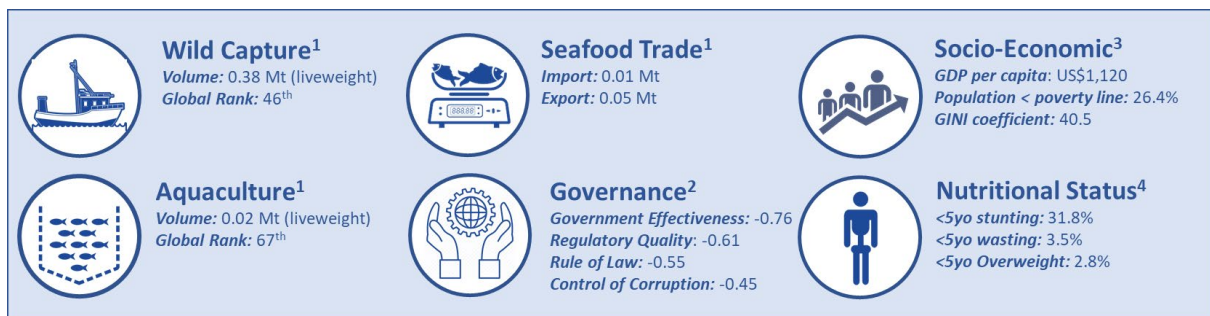 Wild Capture¹
Volume: 0.38 Mt (liveweight)
Global Rank: 46th
Seafood Trade¹
Import: 0.01 Mt
Export: 0.05 Mt
Socio-Economic³
GDP per capita: US$1,120
Population < poverty line: 26.4%
GINI coefficient: 40.5
Aquaculture¹
Volume: 0.02 Mt (liveweight)
Global Rank: 67th
Governance²
Government Effectiveness: -0.76
Regulatory Quality: -0.61
Rule of Law: -0.55
Control of Corruption: -0.45
Nutritional Status⁴
<5yo stunting: 31.8%
<5yo wasting: 3.5%
<5yo Overweight: 2.8%